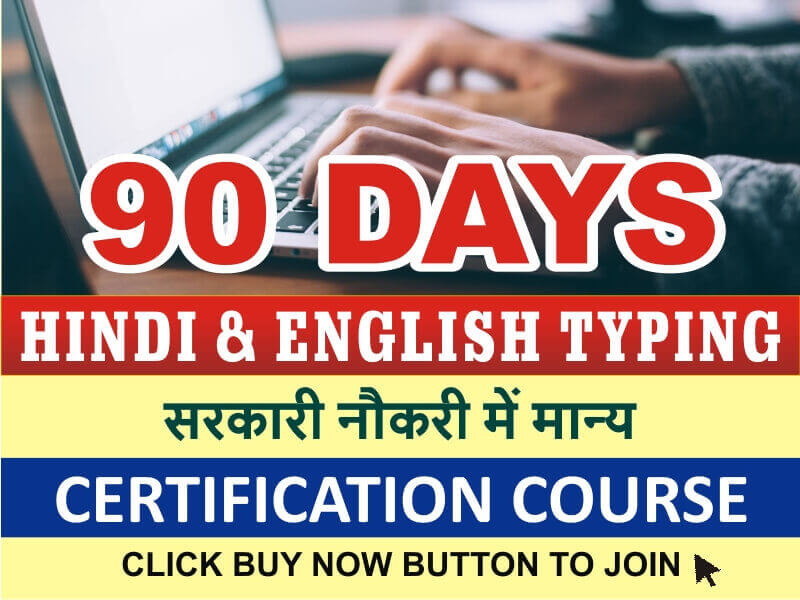 90 DAYS
HINDI & ENGLISH TYPING
सरकारी नौकरी में मान्य
CERTIFICATION COURSE
CLICK BUY NOW BUTTON TO JOIN